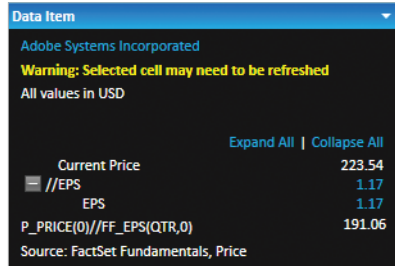 Data Item
Adobe Systems Incorporated
Warning: Selected cell may need to be refreshed
All values in USD
Expand All | Collapse All
Current Price 223.54
//EPS 1.17
EPS 1.17
P_PRICE(0)//FF_EPS(QTR,0) 191.06
Source: FactSet Fundamentals, Price